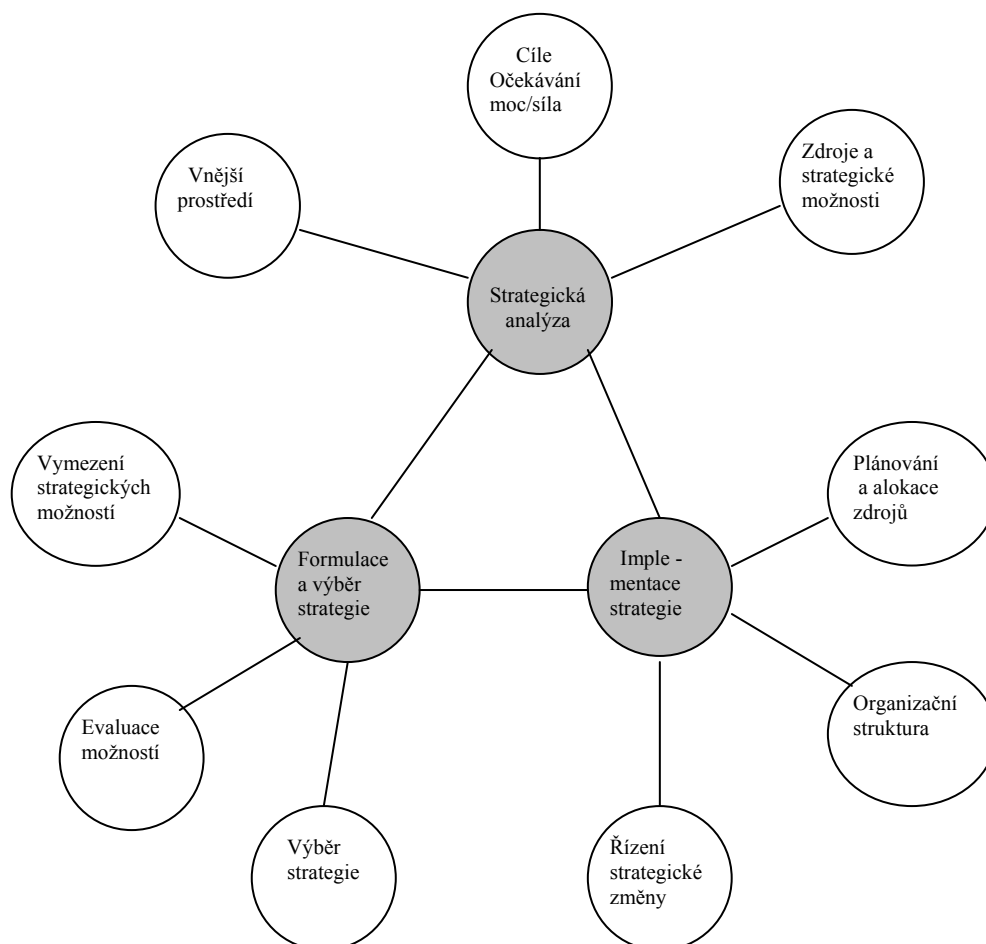 Cíle
Očekávání
moc/síla
Vnější
prostředí
Zdroje a
strategické
možnosti
Strategická
analýza
Vymezení
strategických
možností
Plánování
a alokace
zdrojů
Formulace
a výběr
strategie
Imple -
mentace
strategie
Evaluace
možností
Organizační
struktura
Výběr
strategie
Řízení
strategické
změny